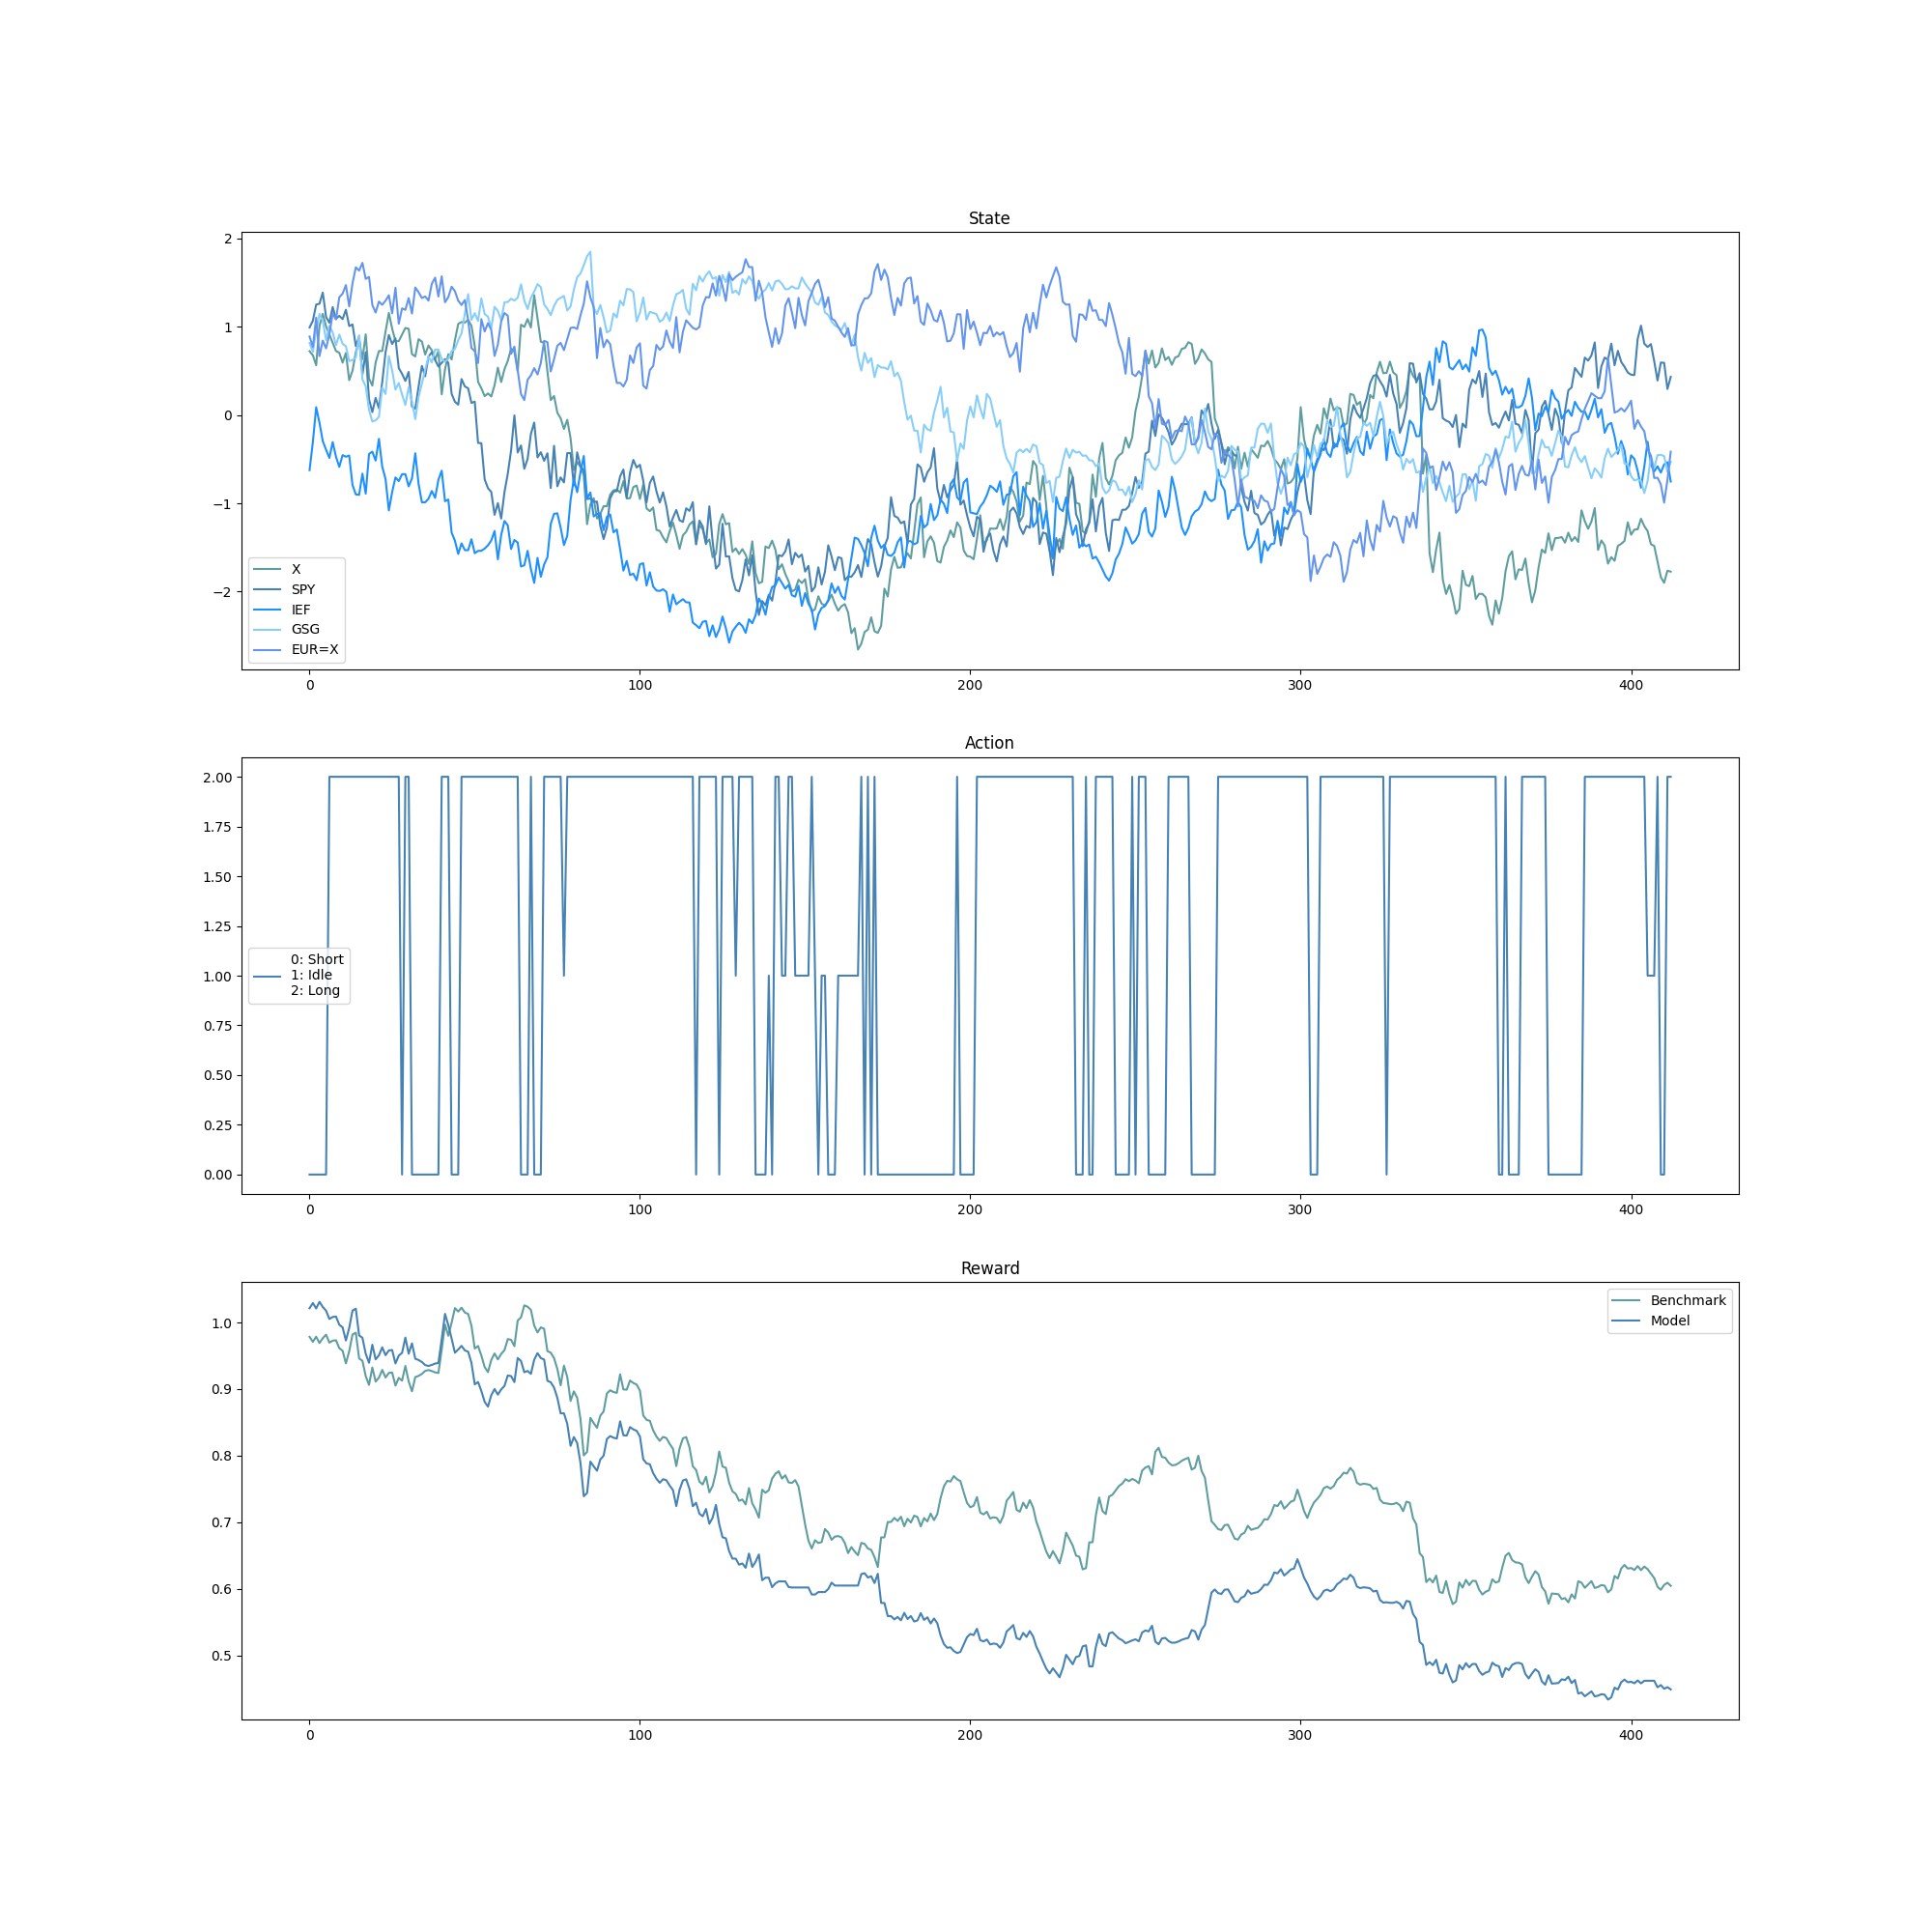 State
2
1
0
−1
−2
X
SPY
IEF
GSG
EUR=X
0 100 200 300 400
Action
2.00
1.75
1.50
1.25
1.00
0.75
0.50
0.25
0.00
0: Short
1: Idle
2: Long
0 100 200 300 400
Reward
1.0
0.9
0.8
0.7
0.6
0.5
Benchmark
Model
0 100 200 300 400